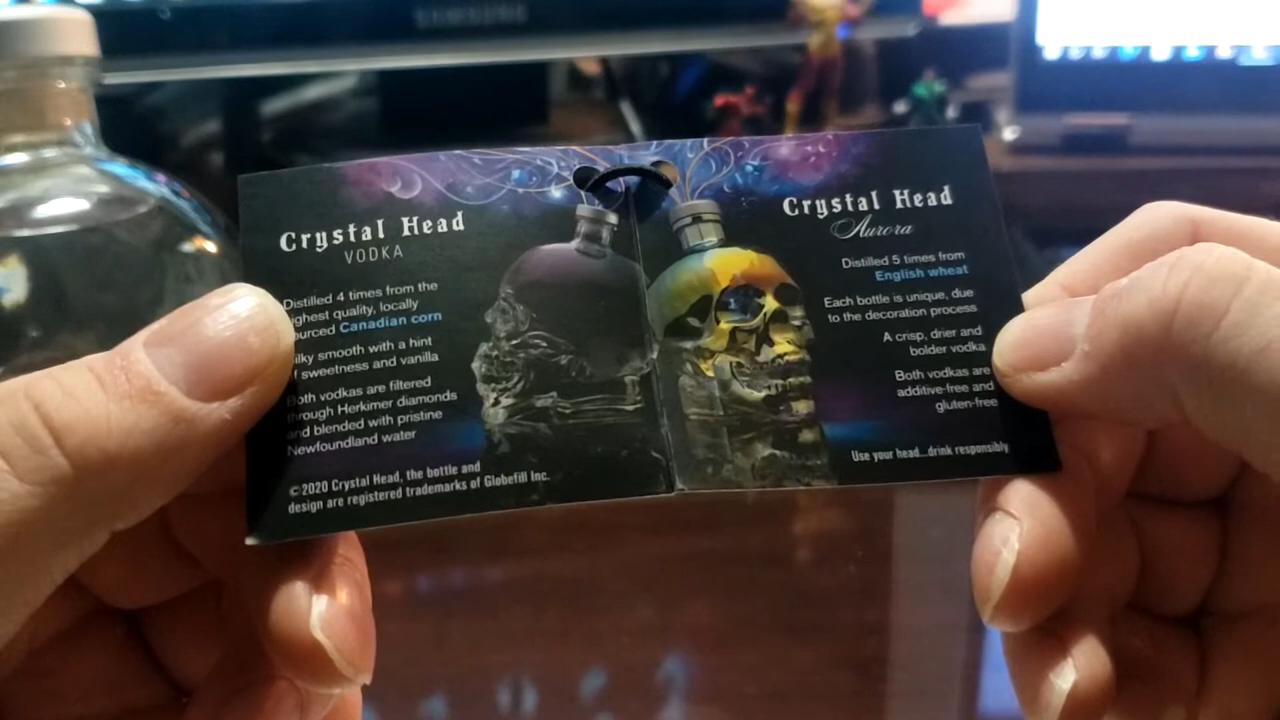 SAMSUNG
Crystal Head
VODKA
Distilled 4 times from the
highest quality, locally
sourced Canadian corn
Silky smooth with a hint
of sweetness and vanilla
Both vodkas are filtered
through Herkimer diamonds
and blended with pristine
Newfoundland water
©2020 Crystal Head, the bottle and
design are registered trademarks of Globefill Inc.
Crystal Head
Aurora
Distilled 5 times from
English wheat
Each bottle is unique, due
to the decoration process
A crisp, drier and
bolder vodka
Both vodkas are
additive-free and
gluten-free
Use your head...drink responsibly